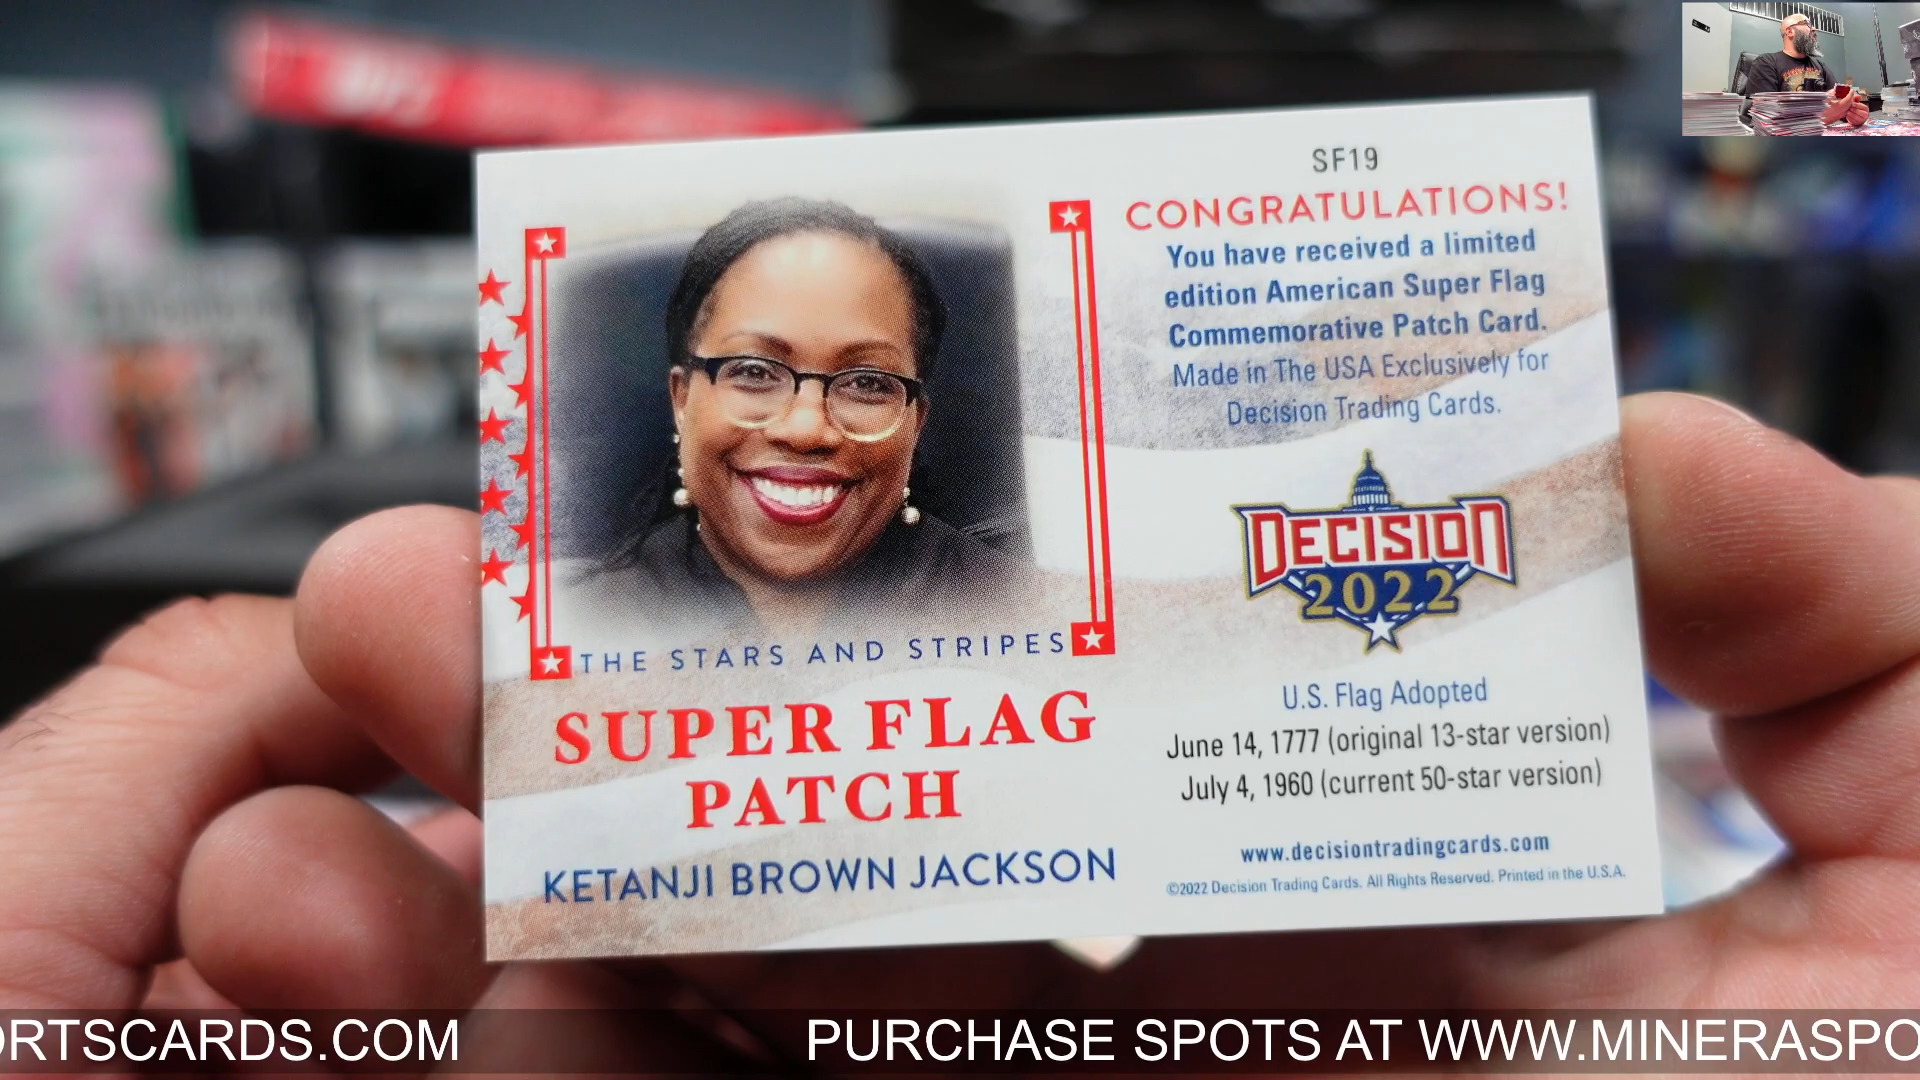 SF19
CONGRATULATIONS!
You have received a limited
edition American Super Flag
Commemorative Patch Card.
Made in The USA Exclusively for
Decision Trading Cards.
DECISION
2022
THE STARS AND STRIPES
SUPER FLAG
PATCH
KETANJI BROWN JACKSON
U.S. Flag Adopted
June 14, 1777 (original 13-star version)
July 4, 1960 (current 50-star version)
www.decisiontradingcards.com
©2022 Decision Trading Cards. All Rights Reserved. Printed in the U.S.A.
ORTSCARDS.COM PURCHASE SPOTS AT WWW.MINERASPO